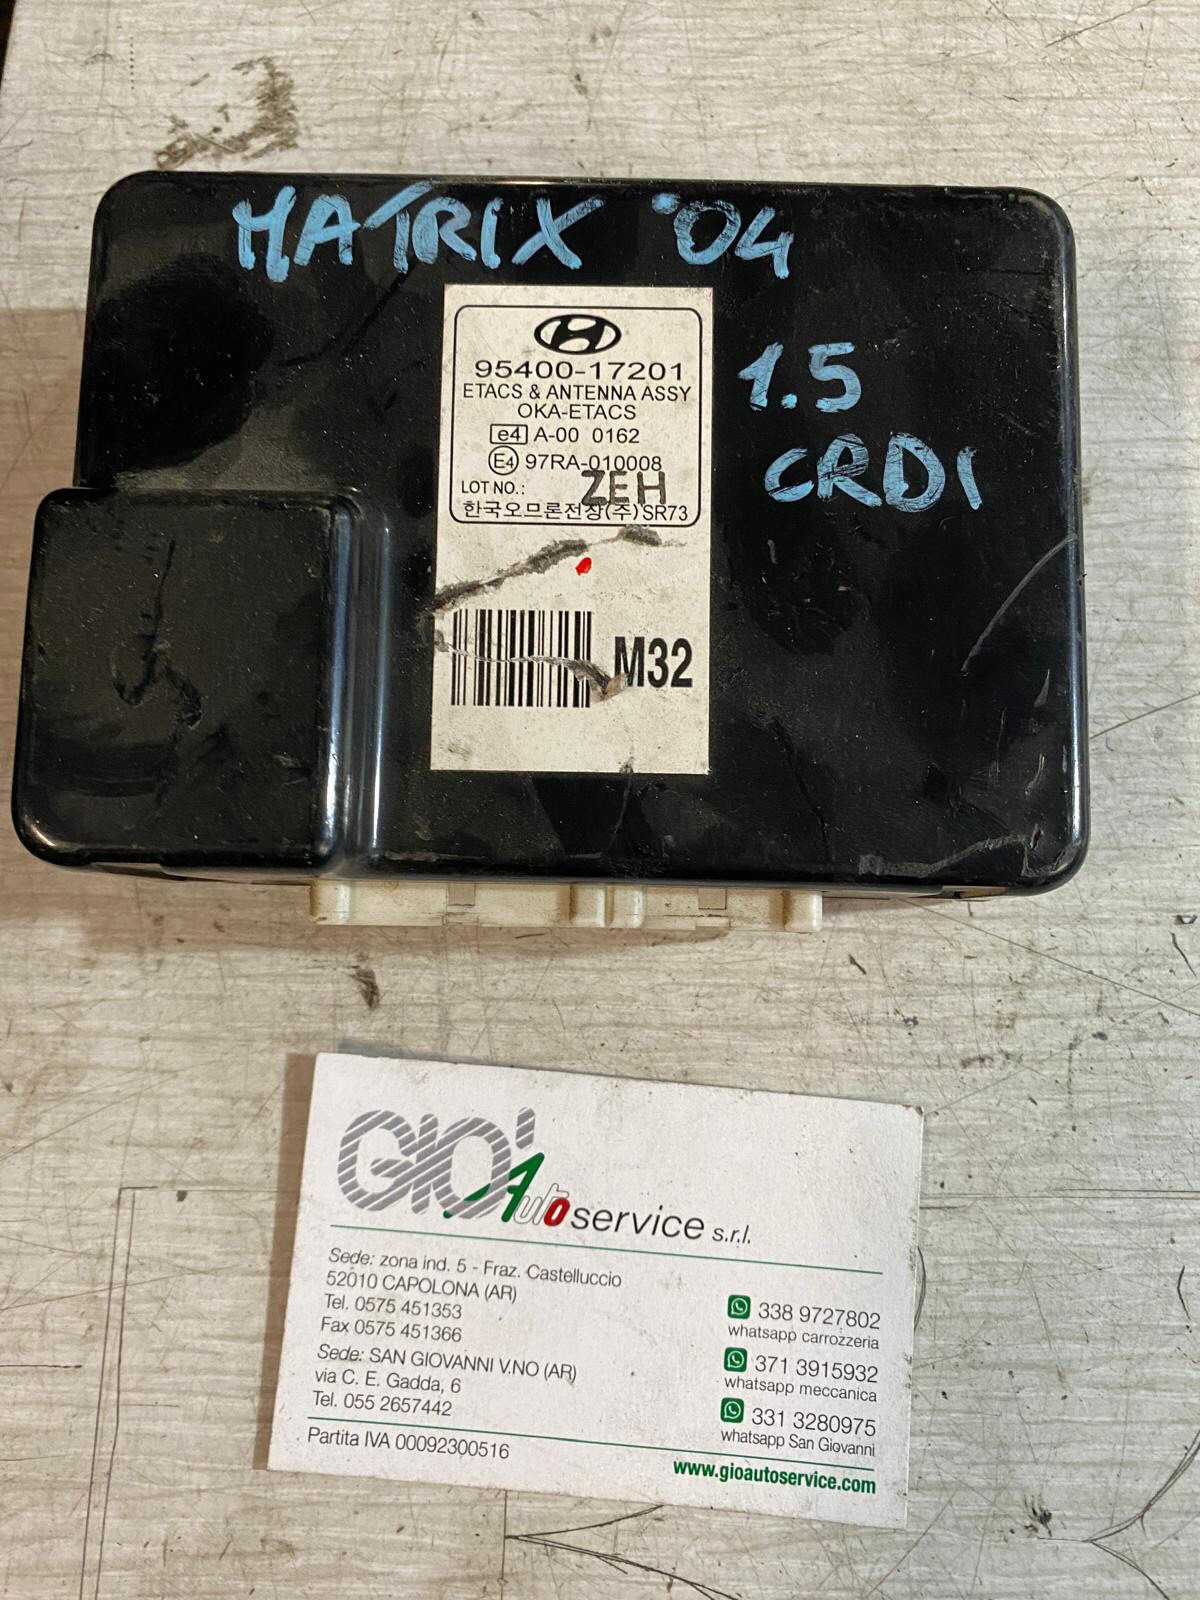 MATRIX '04
1.5
CRDI
95400-17201
ETACS & ANTENNA ASSY
OKA-ETACS
e4 A-00 0162
E4 97RA-010008
LOT NO.: ZEH
한국오므론전장(주)SR73
M32
GIO' Auto service s.r.l.
Sede: zona ind. 5 - Fraz. Castelluccio
52010 CAPOLONA (AR)
Tel. 0575 451353
Fax 0575 451366
Sede: SAN GIOVANNI V.NO (AR)
via C. E. Gadda, 6
Tel. 055 2657442
Partita IVA 00092300516
338 9727802
whatsapp carrozzeria
371 3915932
whatsapp meccanica
331 3280975
whatsapp San Giovanni
www.gioautoservice.com